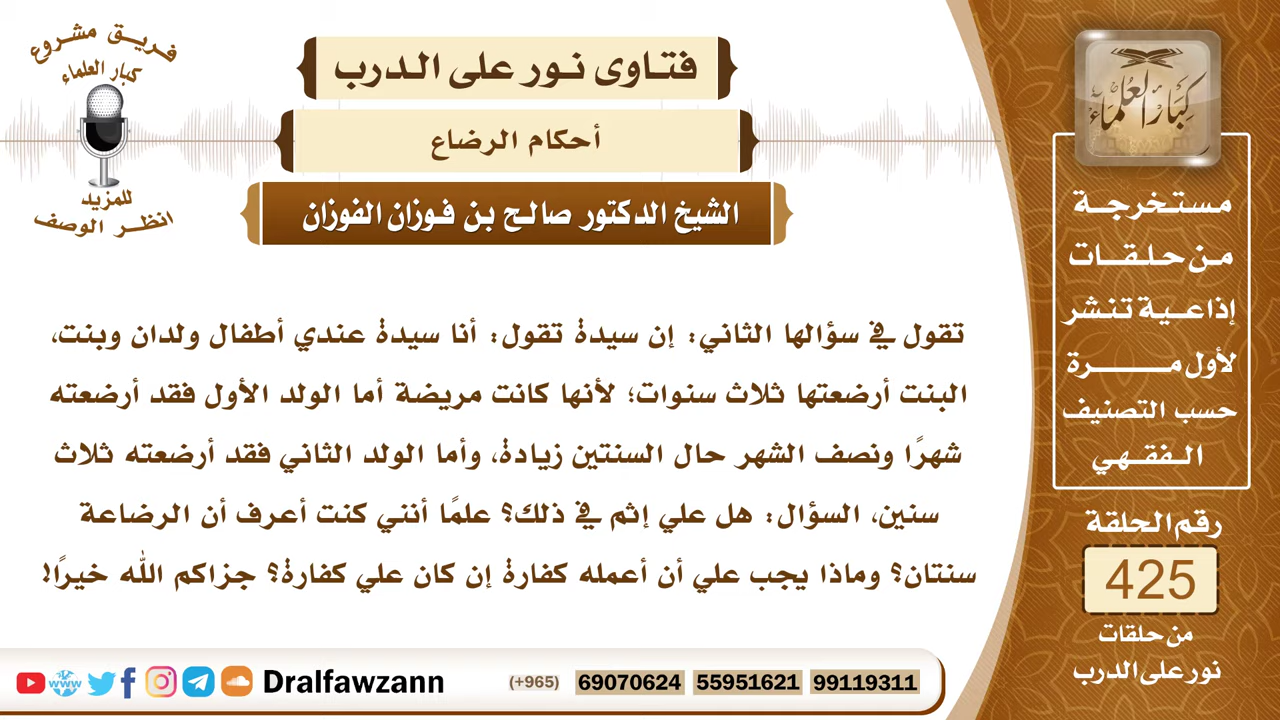 فريق مشروع
كبار العلماء
للمزيد
انظر الوصف
فتاوى نور على الدرب
أحكام الرضاع
الشيخ الدكتور صالح بن فوزان الفوزان
تقول في سؤالها الثاني: إن سيدة تقول: أنا سيدة عندي أطفال ولدان وبنت،
البنت أرضعتها ثلاث سنوات؛ لأنها كانت مريضة أما الولد الأول فقد أرضعته
شهرًا ونصف الشهر حال السنتين زيادة، وأما الولد الثاني فقد أرضعته ثلاث
سنين، السؤال: هل علي إثم في ذلك؟ علمًا أنني كنت أعرف أن الرضاعة
سنتان؟ وماذا يجب علي أن أعمله كفارة إن كان علي كفارة؟ جزاكم الله خيرًا!
كبار العلماء
مستخرجة
من حلقات
إذاعية تنشر
لأول مرة
حسب التصنيف
الفقهي
رقم الحلقة
425
من حلقات
نور على الدرب
Dralfawzann (+965) 69070624 55951621 99119311